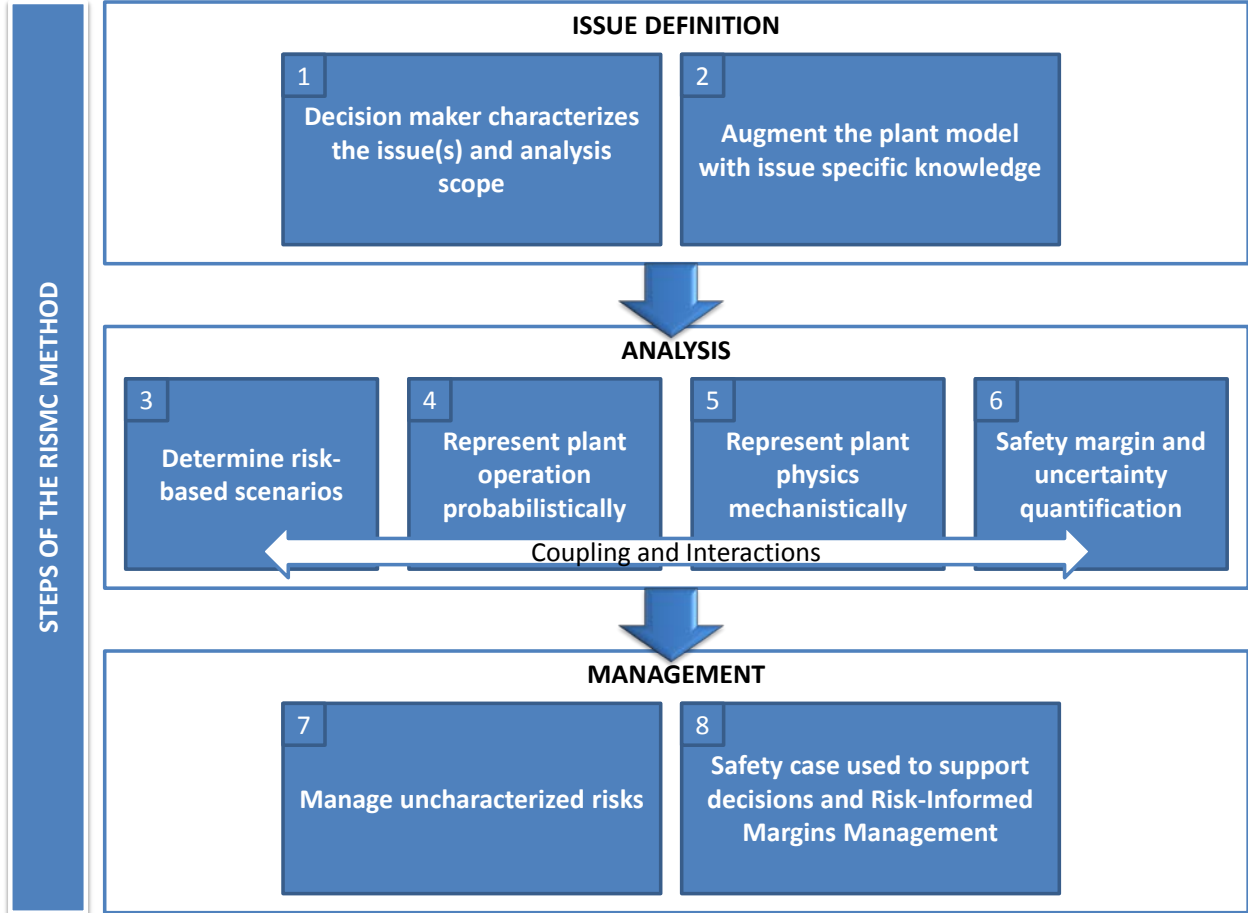 STEPS OF THE RISMC METHOD
ISSUE DEFINITION
1
Decision maker characterizes
the issue(s) and analysis
scope
2
Augment the plant model
with issue specific knowledge
ANALYSIS
3
Determine risk-
based scenarios
4
Represent plant
operation
probabilistically
5
Represent plant
physics
mechanistically
6
Safety margin and
uncertainty
quantification
Coupling and Interactions
MANAGEMENT
7
Manage uncharacterized risks
8
Safety case used to support
decisions and Risk-Informed
Margins Management